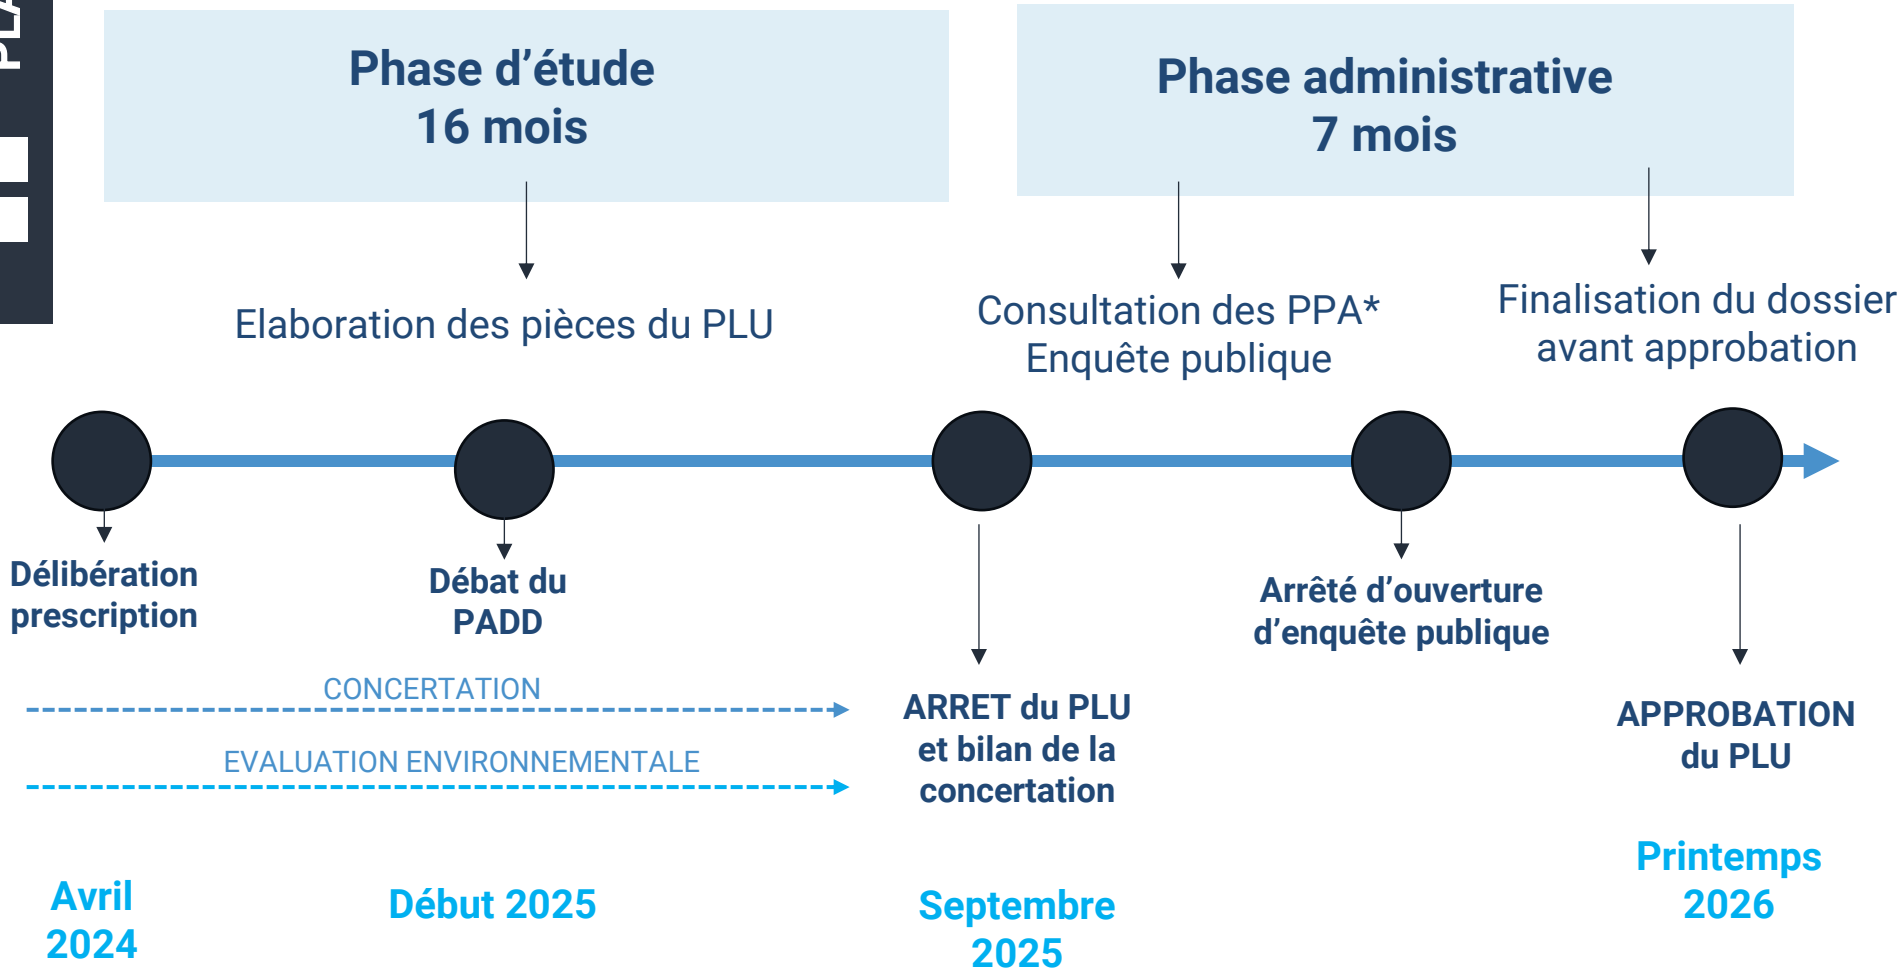 Phase d’étude
16 mois
Phase administrative
7 mois
Elaboration des pièces du PLU
Consultation des PPA*
Enquête publique
Finalisation du dossier
avant approbation
Délibération
prescription
Débat du
PADD
Arrêté d’ouverture
d’enquête publique
CONCERTATION
EVALUATION ENVIRONNEMENTALE
ARRET du PLU
et bilan de la
concertation
APPROBATION
du PLU
Avril
2024
Début 2025
Septembre
2025
Printemps
2026